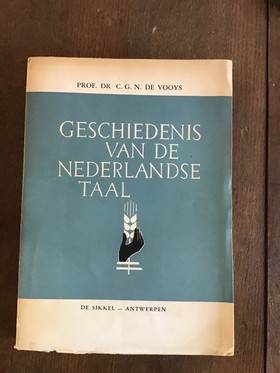 PROF. DR C. G. N. DE VOOYS
GESCHIEDENIS
VAN DE
NEDERLANDSE
TAAL
DE SIKKEL — ANTWERPEN